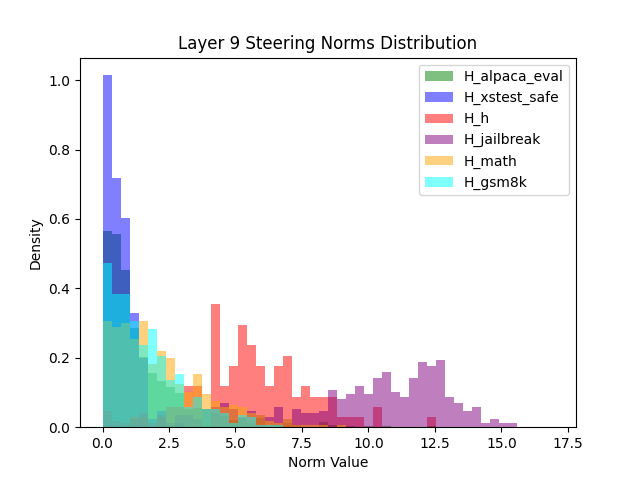 Layer 9 Steering Norms Distribution
H_alpaca_eval
H_xstest_safe
H_h
H_jailbreak
H_math
H_gsm8k
1.0
0.8
0.6
0.4
0.2
0.0
Density
0.0 2.5 5.0 7.5 10.0 12.5 15.0 17.5
Norm Value